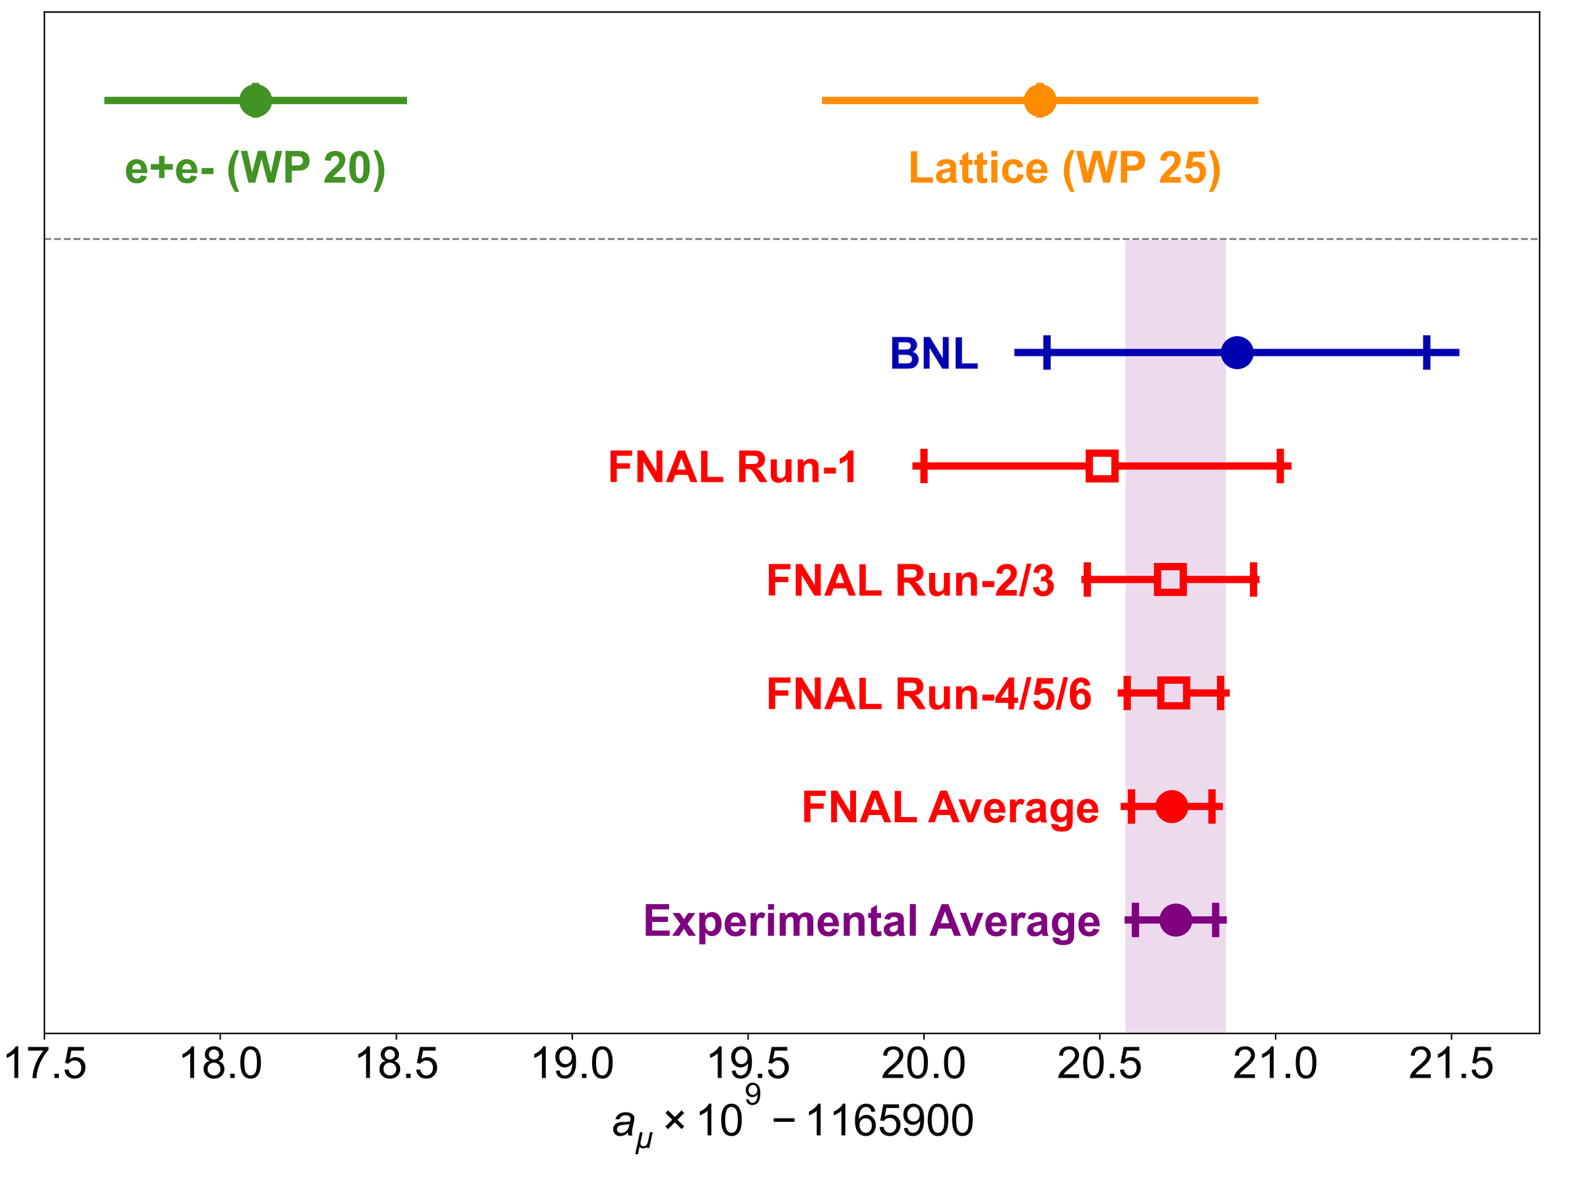 e+e- (WP 20)
Lattice (WP 25)
BNL
FNAL Run-1
FNAL Run-2/3
FNAL Run-4/5/6
FNAL Average
Experimental Average
17.5 18.0 18.5 19.0 19.5 20.0 20.5 21.0 21.5
aμ × 10⁹ − 1165900